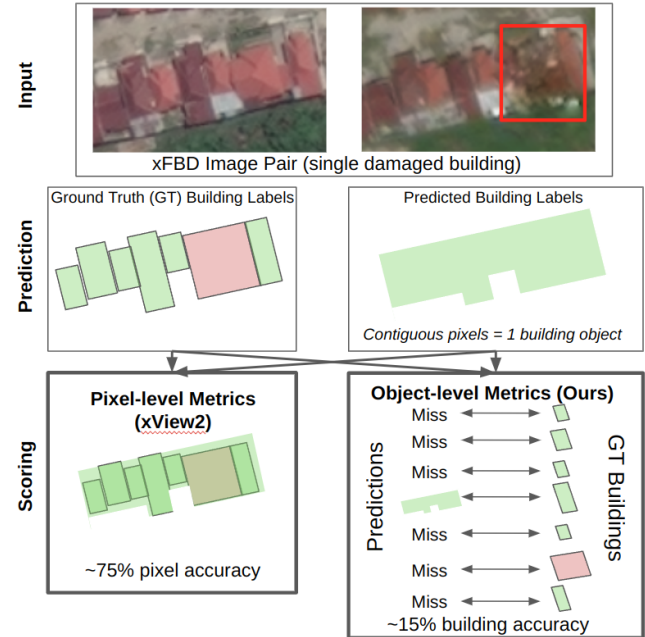 Input
xFBD Image Pair (single damaged building)
Prediction
Ground Truth (GT) Building Labels
Predicted Building Labels
Contiguous pixels = 1 building object
Scoring
Pixel-level Metrics
(xView2)
~75% pixel accuracy
Object-level Metrics (Ours)
Predictions
Miss
Miss
Miss
Miss
Miss
Miss
GT Buildings
~15% building accuracy